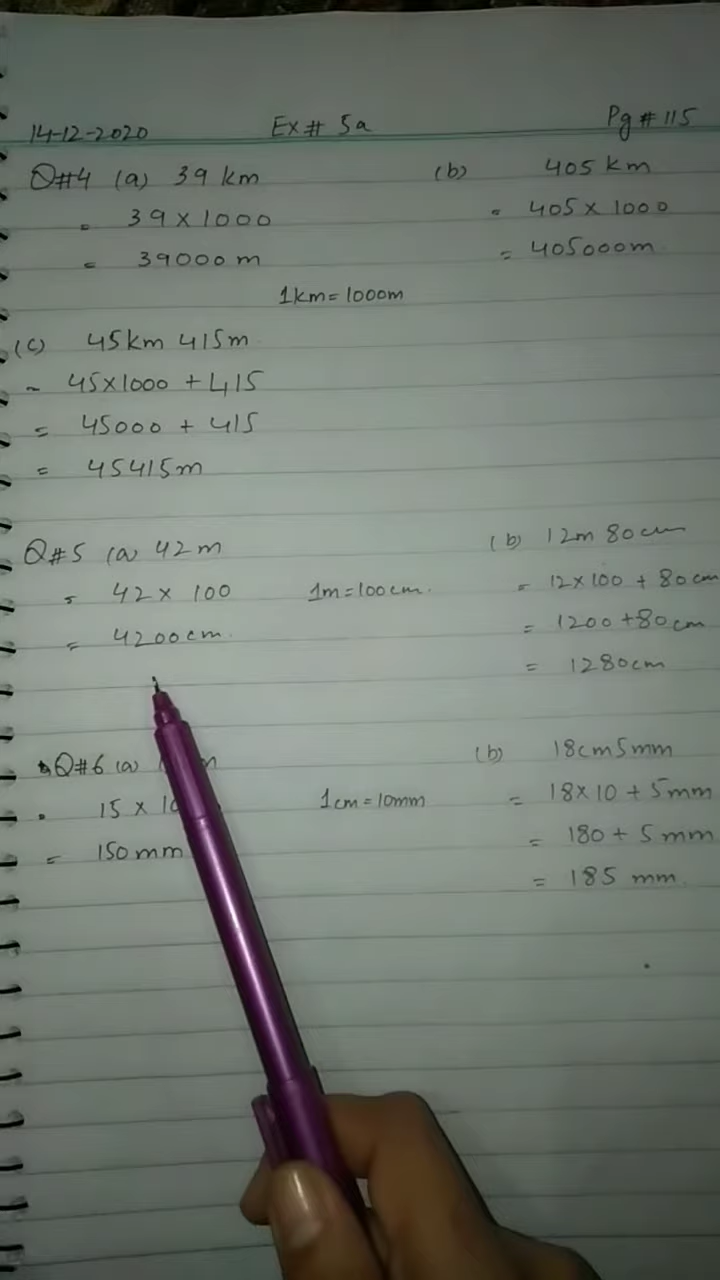 14-12-2020 Ex# 5a Pg # 115
Q#4 (a) 39 km
= 39 x 1000
= 39000 m
(b) 405 km
= 405 x 1000
= 405000m
1km = 1000m
(c) 45km 415m
= 45x1000 + 415
= 45000 + 415
= 45415m
Q#5 (a) 42m
= 42 x 100
= 4200cm.
1m = 100cm.
(b) 12m 80cm
= 12x100 + 80cm
= 1200 +80cm
= 1280cm
Q#6 (a)
15 x
= 150mm
1cm = 10mm
(b) 18cm5mm
= 18x10 + 5mm
= 180 + 5 mm
= 185 mm.